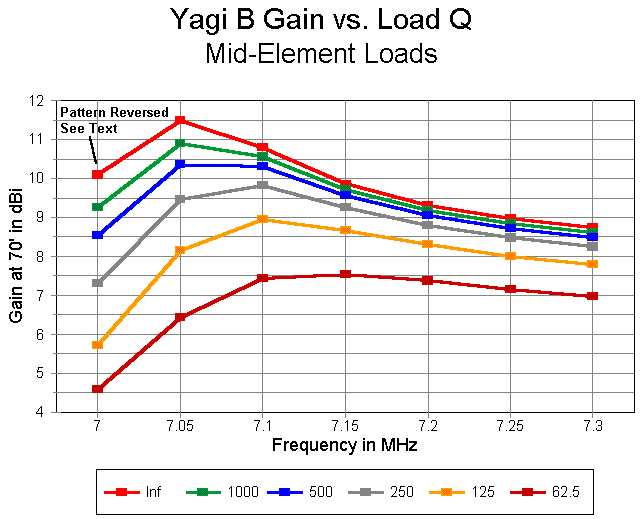 Yagi B Gain vs. Load Q
Mid-Element Loads
12
Pattern Reversed
See Text
11
10
9
8
7
6
5
4
Gain at 70' in dBi
7 7.05 7.1 7.15 7.2 7.25 7.3
Frequency in MHz
Inf 1000 500 250 125 62.5